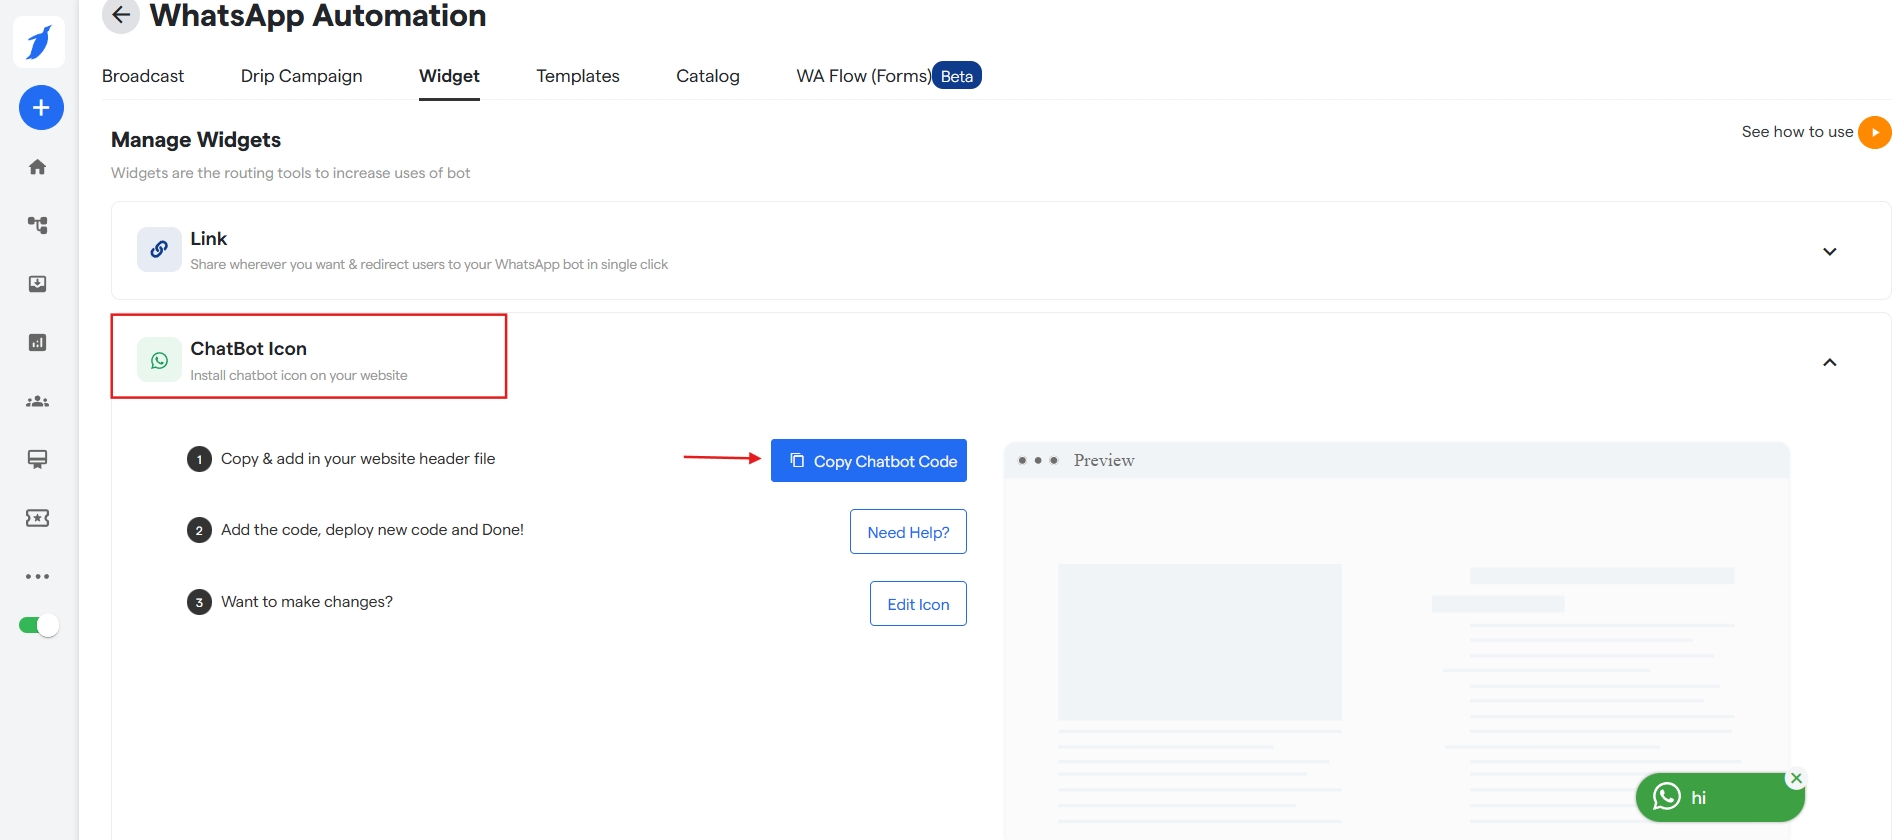 WhatsApp Automation
Broadcast Drip Campaign Widget Templates Catalog WA Flow (Forms) Beta
Manage Widgets
See how to use
Widgets are the routing tools to increase uses of bot
Link
Share wherever you want & redirect users to your WhatsApp bot in single click
ChatBot Icon
Install chatbot icon on your website
1 Copy & add in your website header file
Copy Chatbot Code
2 Add the code, deploy new code and Done!
Need Help?
3 Want to make changes?
Edit Icon
Preview
hi